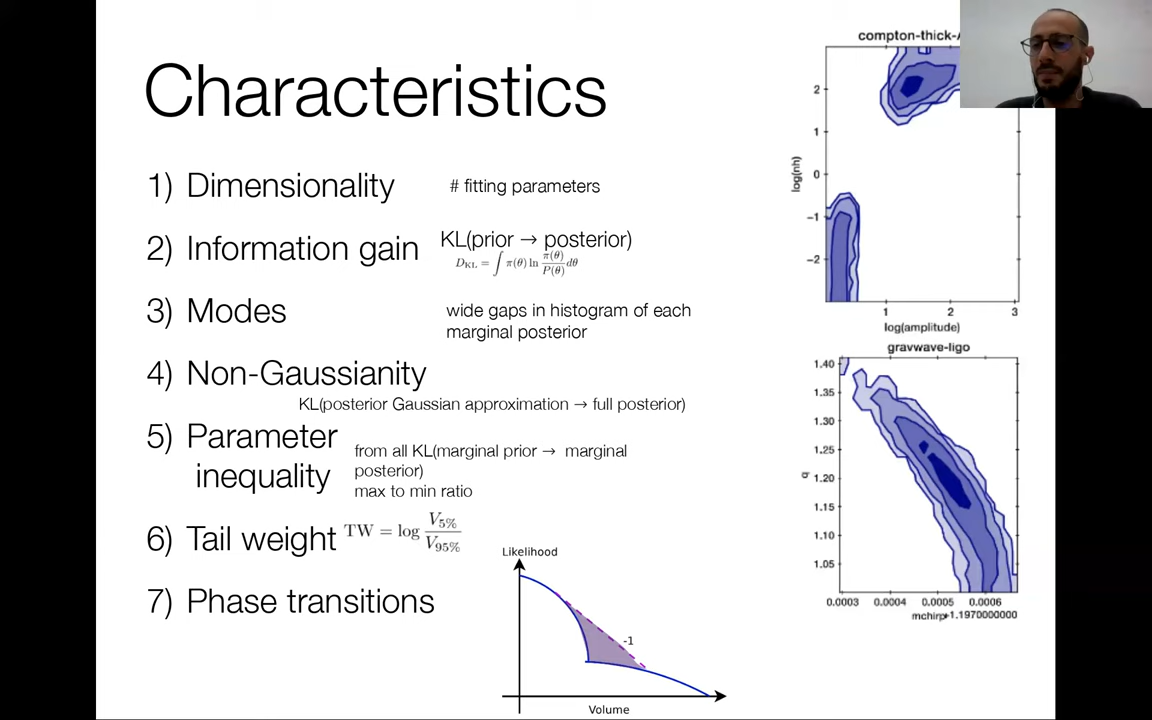 Characteristics
1) Dimensionality
# fitting parameters
2) Information gain
KL(prior → posterior)
D_KL = ∫ π(θ) ln π(θ)/P(θ) dθ
3) Modes
wide gaps in histogram of each
marginal posterior
4) Non-Gaussianity
KL(posterior Gaussian approximation → full posterior)
5) Parameter
inequality
from all KL(marginal prior → marginal
posterior)
max to min ratio
6) Tail weight
TW = log V_5%/V_95%
7) Phase transitions
Likelihood
-1
Volume
compton-thick-
2
1
0
-1
-2
log(nh)
1 2 3
log(amplitude)
gravwave-ligo
1.40
1.35
1.30
1.25
1.20
1.15
1.10
1.05
q
0.0003 0.0004 0.0005 0.0006
mchirp+1.1970000000